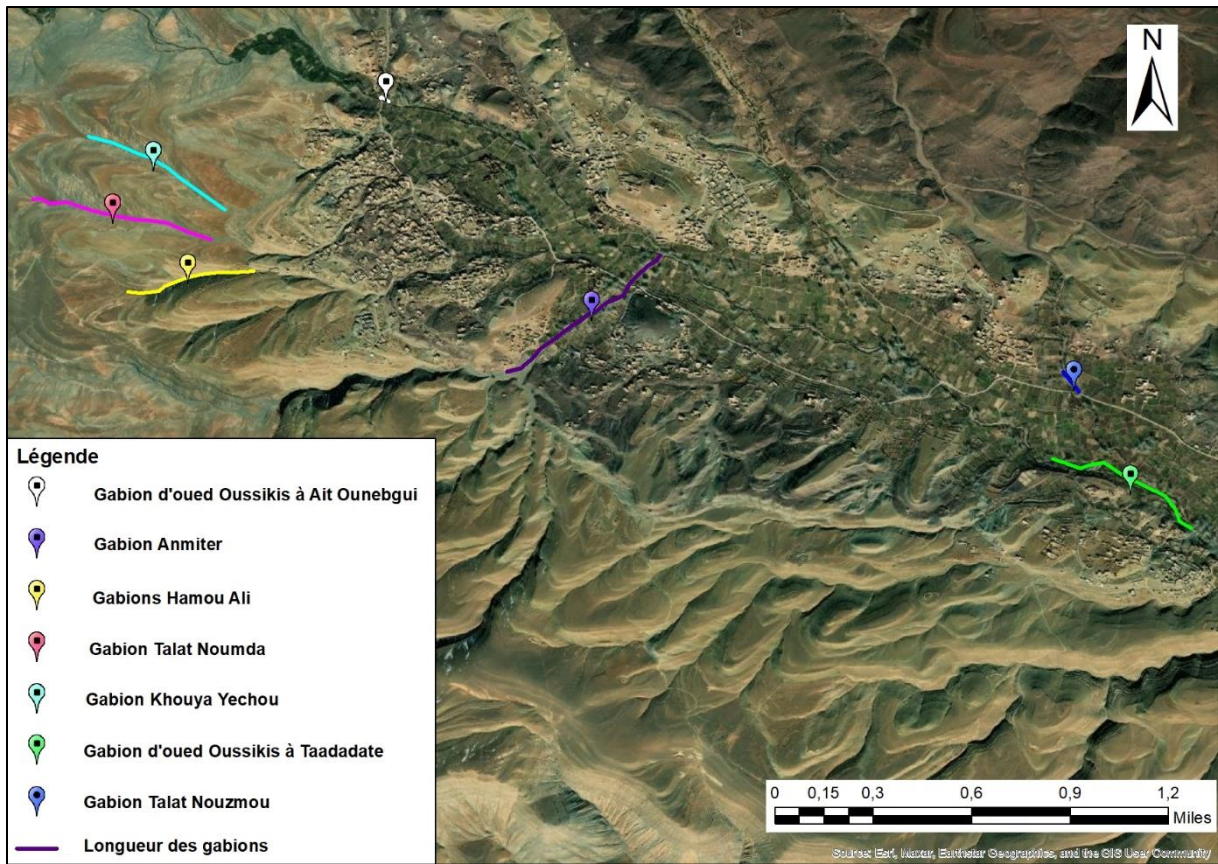 N
Légende
Gabion d'oued Oussikis à Ait Ounebgui
Gabion Anmiter
Gabions Hamou Ali
Gabion Talat Noumda
Gabion Khouya Yechou
Gabion d'oued Oussikis à Taadadate
Gabion Talat Nouzmou
Longueur des gabions
0 0,15 0,3 0,6 0,9 1,2
Miles
Source: Esri, Maxar, Earthstar Geographics, and the GIS User Community